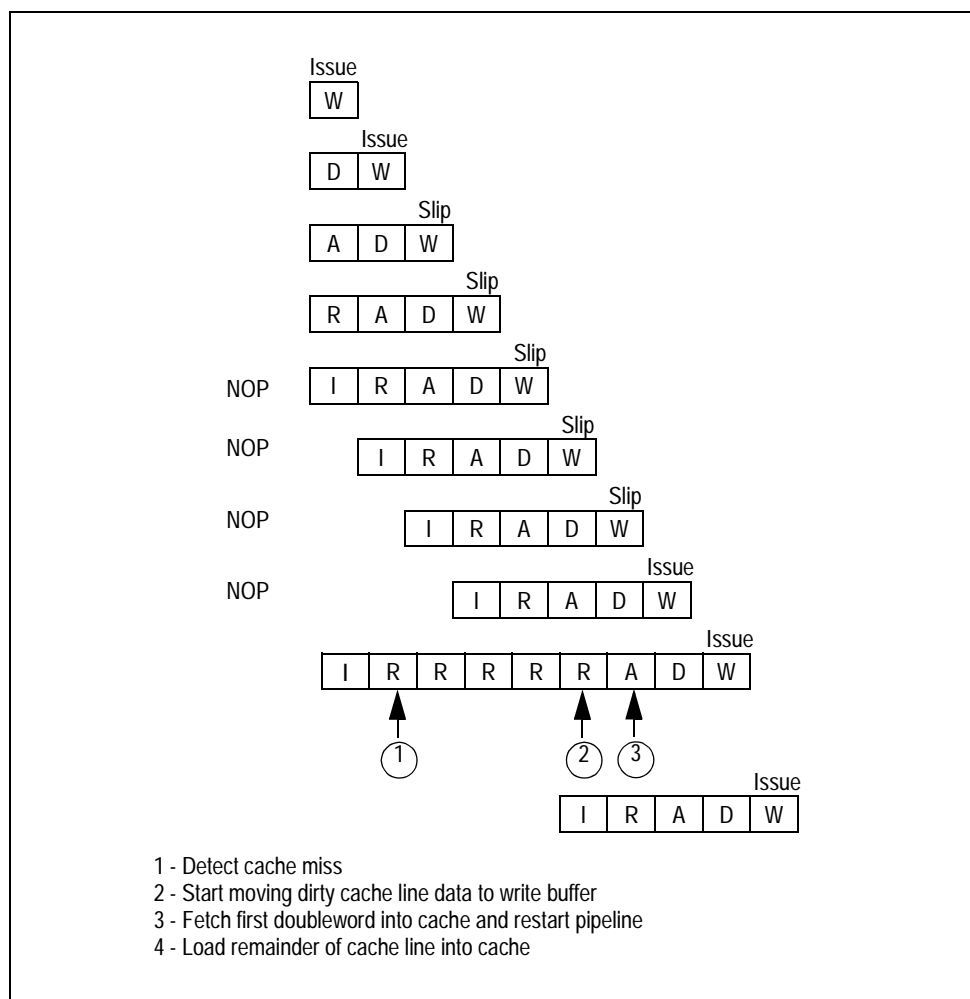 Issue
W
Issue
D W
Slip
A D W
Slip
R A D W
Slip
NOP I R A D W
Slip
NOP I R A D W
Slip
NOP I R A D W
Issue
NOP I R A D W
Issue
I R R R R R A D W
1 2 3
Issue
I R A D W
1 - Detect cache miss
2 - Start moving dirty cache line data to write buffer
3 - Fetch first doubleword into cache and restart pipeline
4 - Load remainder of cache line into cache